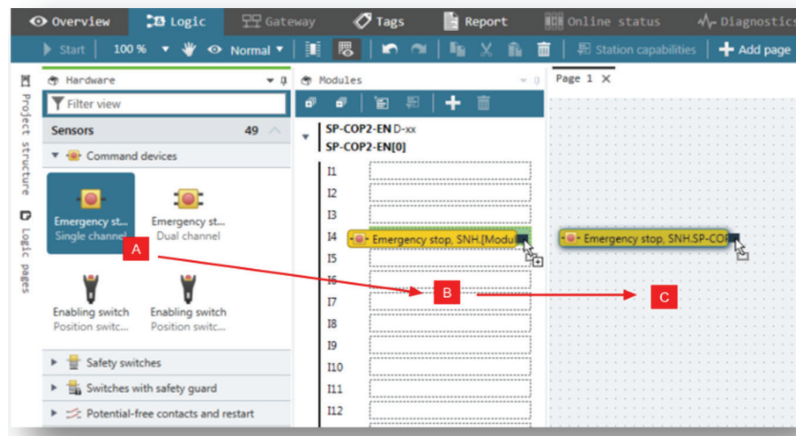 Overview Logic Gateway Tags Report Online status Diagnostics
Start 100 % Normal Station capabilities Add page
Hardware
Modules
Page 1 X
Filter view
Sensors 49
Command devices
Emergency st...
Single channel
Emergency st...
Dual channel
Enabling switch
Position switc...
Enabling switch
Position switc...
Safety switches
Switches with safety guard
Potential-free contacts and restart
Project structure
Logic pages
SP-COP2-EN D-xx
SP-COP2-EN[0]
I1
I2
I3
I4 Emergency stop, SNH.[Modul
I5
I6
I7
I8
I9
I10
I11
I12
Emergency stop, SNH.SP-COP
A
B
C